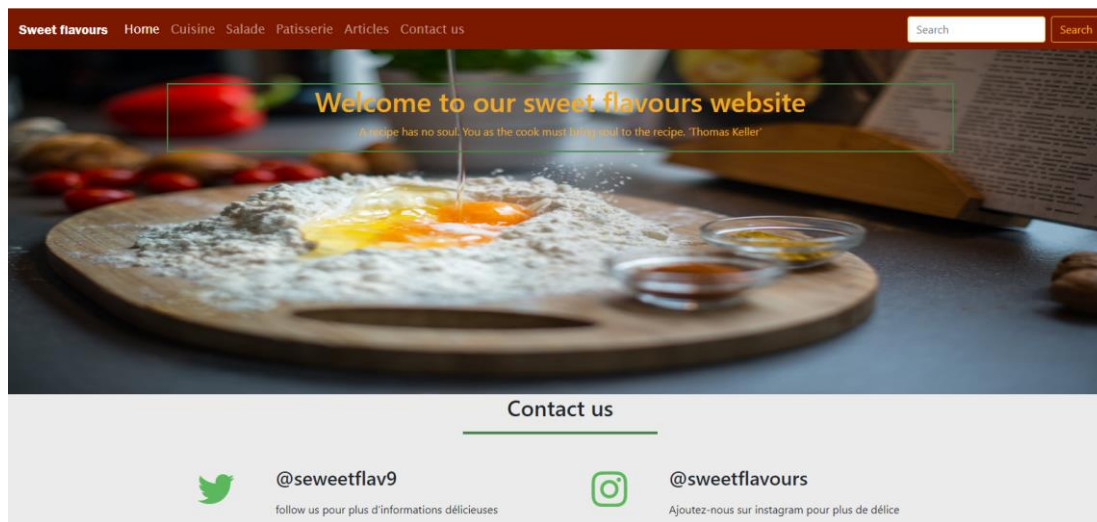 Sweet flavours Home Cuisine Salade Patisserie Articles Contact us Search Search
Welcome to our sweet flavours website
A recipe has no soul. You as the cook must bring soul to the recipe. 'Thomas Keller'
Contact us
@seweetflav9
follow us pour plus d'informations délicieuses
@sweetflavours
Ajoutez-nous sur instagram pour plus de délice